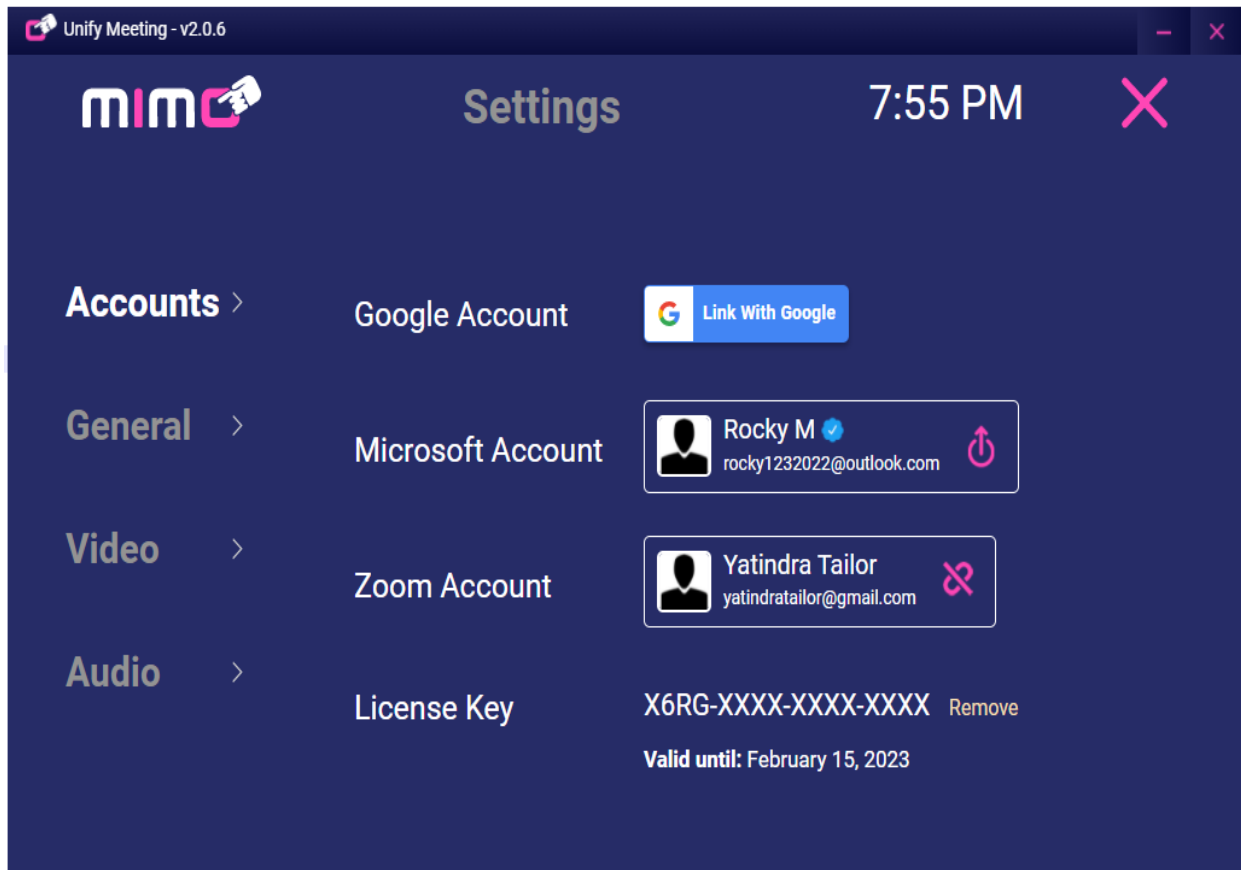 Unify Meeting - v2.0.6
mimo
Settings
7:55 PM
Accounts
Google Account
Link With Google
General
Microsoft Account
Rocky M
rocky1232022@outlook.com
Video
Zoom Account
Yatindra Tailor
yatindratailor@gmail.com
Audio
License Key
X6RG-XXXX-XXXX-XXXX Remove
Valid until: February 15, 2023